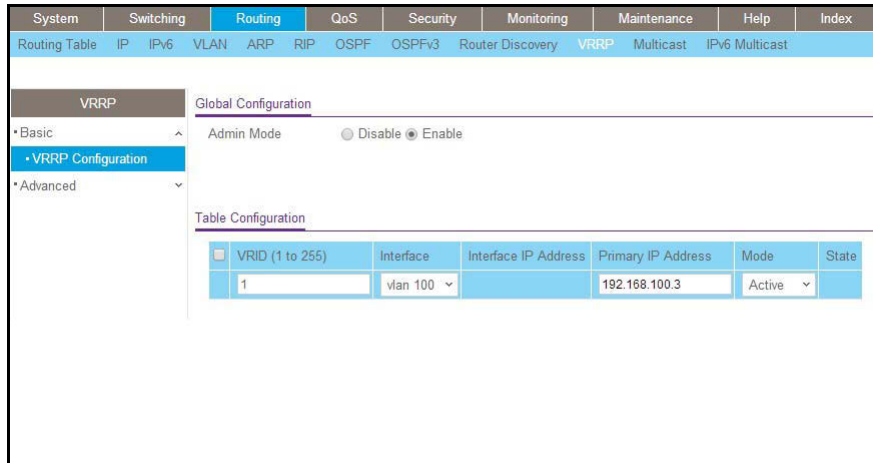 System Switching Routing QoS Security Monitoring Maintenance Help Index
Routing Table IP IPv6 VLAN ARP RIP OSPF OSPFv3 Router Discovery VRRP Multicast IPv6 Multicast
VRRP
Basic
VRRP Configuration
Advanced
Global Configuration
Admin Mode Disable Enable
Table Configuration
VRID (1 to 255) Interface Interface IP Address Primary IP Address Mode State
1 vlan 100 192.168.100.3 Active